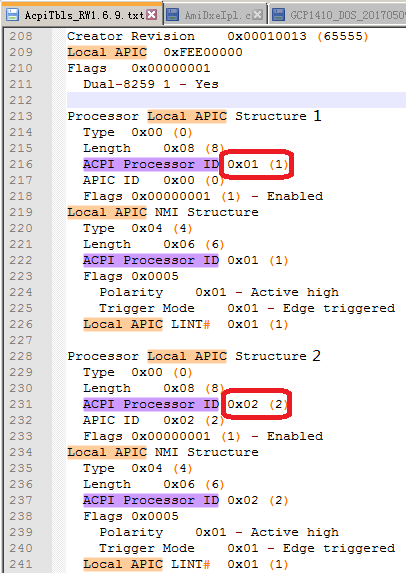 AcpiTbls_RW1.6.9.txt AmiDxeIpl.c GCP1410_DOS_2017050
208 Creator Revision 0x00010013 (65555)
209 Local APIC 0xFEE00000
210 Flags 0x00000001
211 Dual-8259 1 - Yes
212
213 Processor Local APIC Structure 1
214 Type 0x00 (0)
215 Length 0x08 (8)
216 ACPI Processor ID 0x01 (1)
217 APIC ID 0x00 (0)
218 Flags 0x00000001 (1) - Enabled
219 Local APIC NMI Structure
220 Type 0x04 (4)
221 Length 0x06 (6)
222 ACPI Processor ID 0x01 (1)
223 Flags 0x0005
224 Polarity 0x01 - Active high
225 Trigger Mode 0x01 - Edge triggered
226 Local APIC LINT# 0x01 (1)
227
228 Processor Local APIC Structure 2
229 Type 0x00 (0)
230 Length 0x08 (8)
231 ACPI Processor ID 0x02 (2)
232 APIC ID 0x02 (2)
233 Flags 0x00000001 (1) - Enabled
234 Local APIC NMI Structure
235 Type 0x04 (4)
236 Length 0x06 (6)
237 ACPI Processor ID 0x02 (2)
238 Flags 0x0005
239 Polarity 0x01 - Active high
240 Trigger Mode 0x01 - Edge triggered
241 Local APIC LINT# 0x01 (1)